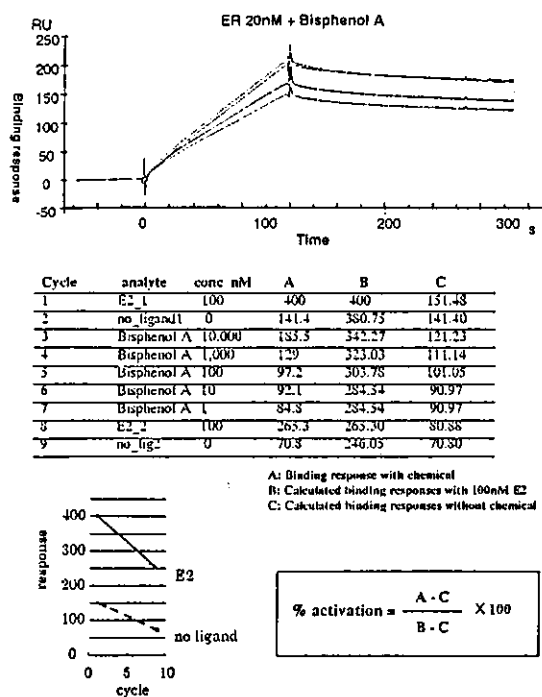 ER 20nM + Bisphenol A
RU
250
200
150
100
50
0
-50
Binding response
0 120 200 300 s
Time
Cycle analyte conc nM A B C
1 E2_1 100 400 400 151.48
2 no_ligand1 0 141.4 380.75 141.40
3 Bisphenol A 10,000 183.5 342.27 121.23
4 Bisphenol A 1,000 129 323.03 111.14
5 Bisphenol A 100 97.2 303.78 101.05
6 Bisphenol A 10 92.1 284.54 90.97
7 Bisphenol A 1 84.8 284.54 90.97
8 E2_2 100 265.3 265.30 80.88
9 no_lig2 0 70.8 246.05 70.80
A: Binding response with chemical
B: Calculated binding responses with 100nM E2
C: Calculated binding responses without chemical
400
300
200
100
0
response
E2
no ligand
0 5 10
cycle
% activation = A - C / B - C X 100